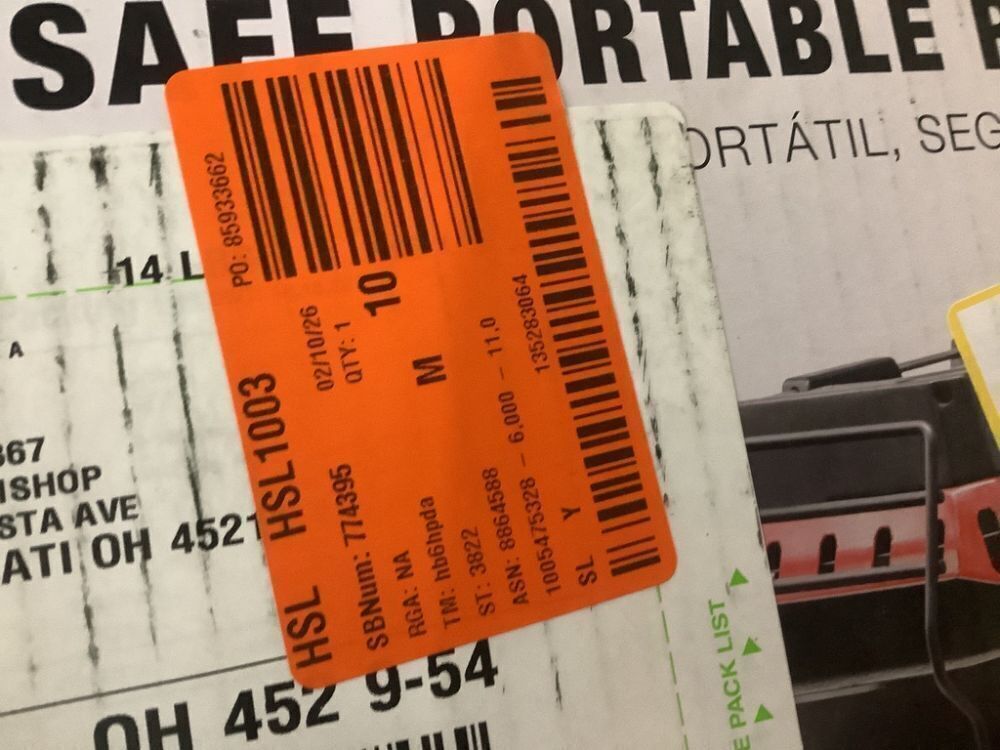 SAFE PORTABLE
PORTÁTIL, SEG
14 L
A
367
ISHOP
STA AVE
ATI OH 4521
OH 452 9-54
E PACK LIST
PO: 85933662
HSL HSL1003
02/10/26
QTY: 1
10
SBNum: 774395
RGA: NA
M
TM: hb6hpda
ST: 3822
ASN: 8864588
1005475328 - 6.000 - 11.0
135283064
SL Y